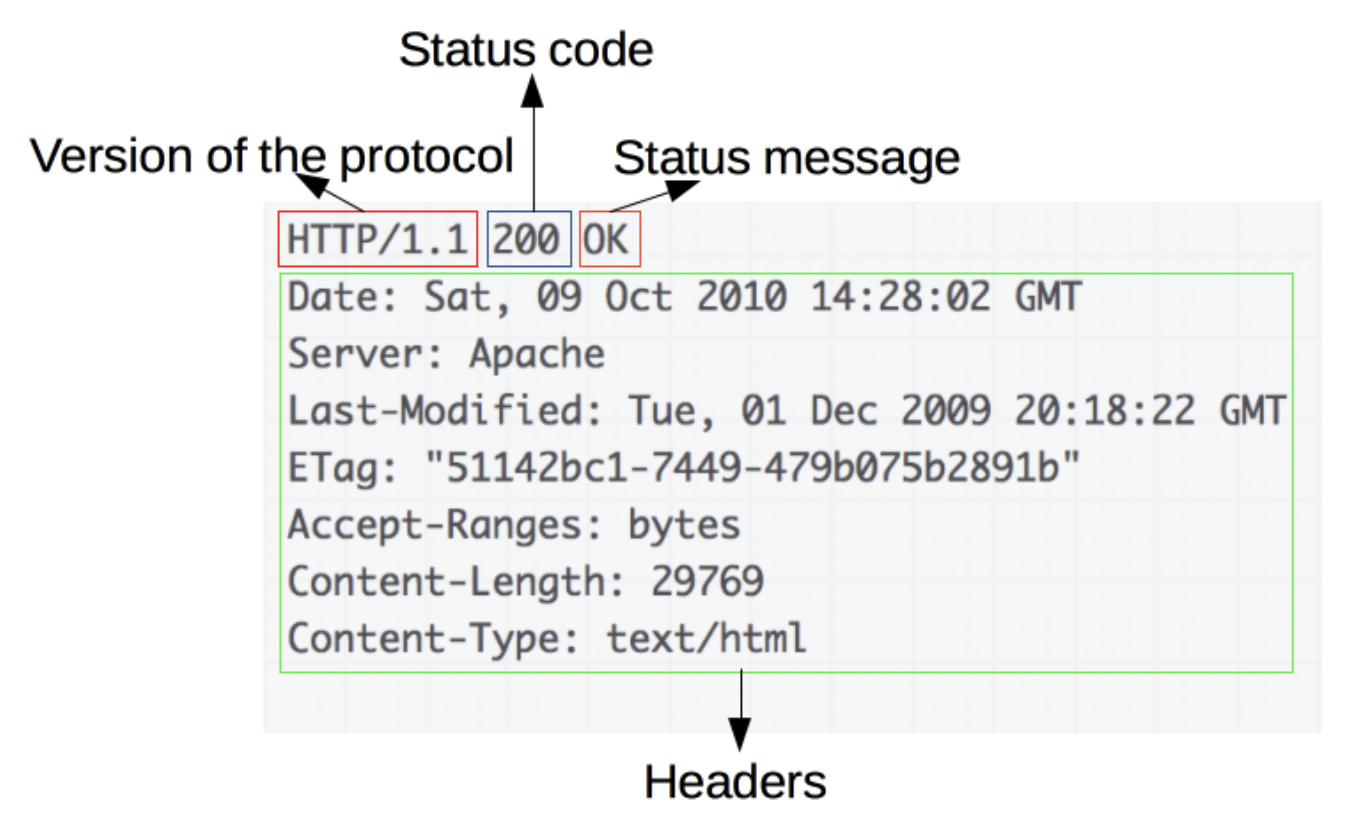 Status code
Version of the protocol
Status message
HTTP/1.1 200 OK
Date: Sat, 09 Oct 2010 14:28:02 GMT
Server: Apache
Last-Modified: Tue, 01 Dec 2009 20:18:22 GMT
ETag: "51142bc1-7449-479b075b2891b"
Accept-Ranges: bytes
Content-Length: 29769
Content-Type: text/html
Headers